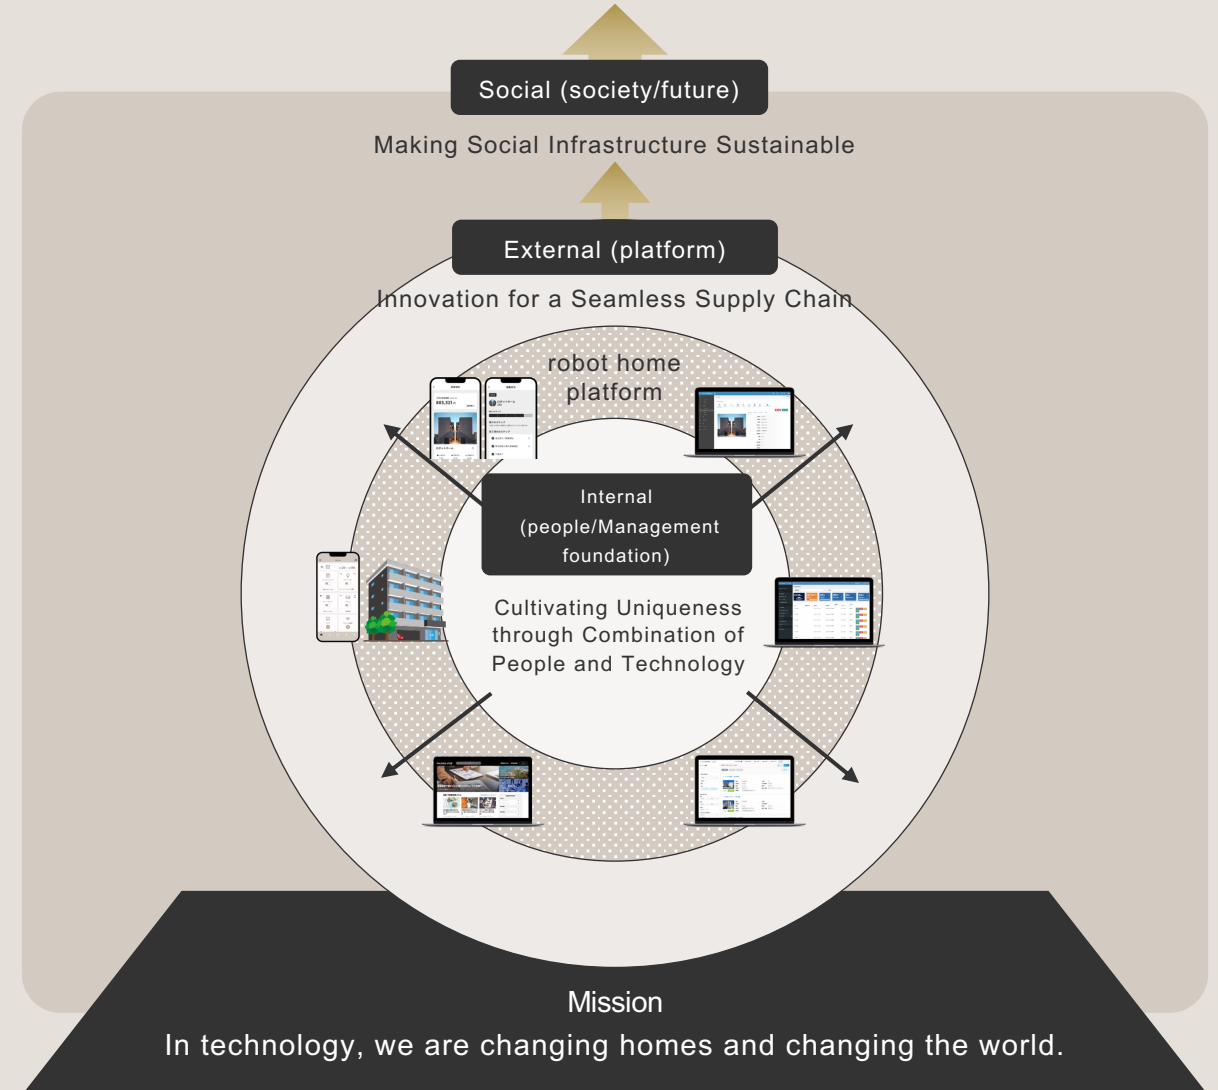 Social (society/future)
Making Social Infrastructure Sustainable
External (platform)
Innovation for a Seamless Supply Chain
robot home
platform
Internal
(people/Management
foundation)
Cultivating Uniqueness
through Combination of
People and Technology
Mission
In technology, we are changing homes and changing the world.